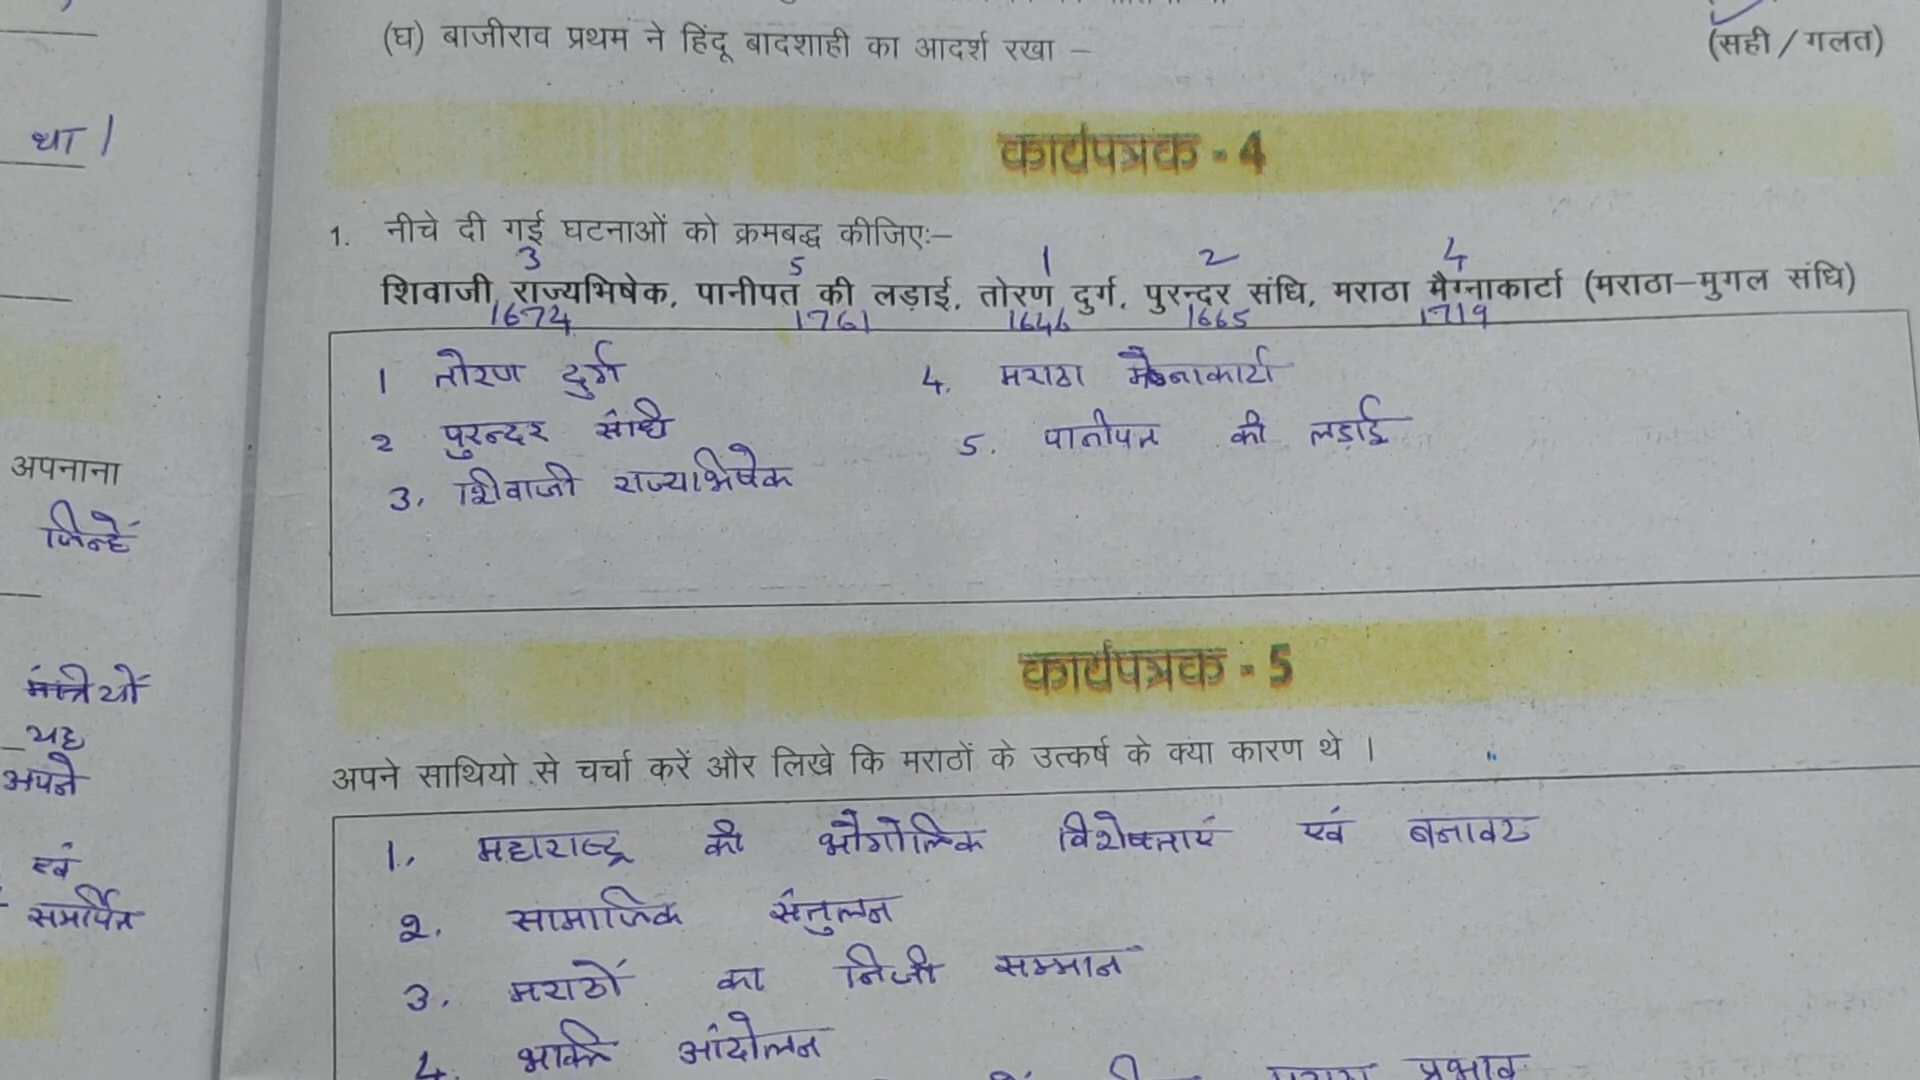 (घ) बाजीराव प्रथम ने हिंदू बादशाही का आदर्श रखा –
(सही / गलत)
था ।
कार्यपत्रक - 4
1. नीचे दी गई घटनाओं को क्रमबद्ध कीजिए:–
3 5 1 2 4
शिवाजी राज्यभिषेक, पानीपत की लड़ाई, तोरण दुर्ग, पुरन्दर संधि, मराठा मैग्नाकार्टा (मराठा–मुगल संधि)
1674 1761 1646 1665 1719
1 तोरण दुर्ग
4. मराठा मैग्नाकार्टा
2 पुरन्दर संधि
5. पानीपत की लड़ाई
3. शिवाजी राज्याभिषेक
अपनाना
जिन्हें
कार्यपत्रक - 5
मंत्रियों
यह
अपने
एवं
समर्पित
अपने साथियो से चर्चा करें और लिखे कि मराठों के उत्कर्ष के क्या कारण थे ।
1. महाराष्ट्र की भौगोलिक विशेषताएं एवं बनावट
2. सामाजिक संतुलन
3. मराठों का निजी सम्मान
4. भक्ति आंदोलन
प्रभाव